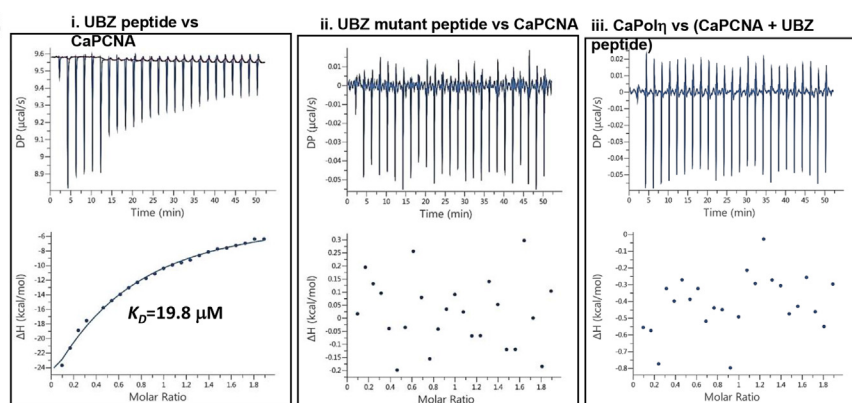 i. UBZ peptide vs
CaPCNA
9.6
9.5
9.4
9.3
9.2
9.1
9
8.9
DP (µcal/s)
0 5 10 15 20 25 30 35 40 45 50
Time (min)
-6
-8
-10
-12
-14
-16
-18
-20
-22
-24
ΔH (kcal/mol)
K_D=19.8 µM
0 0.2 0.4 0.6 0.8 1 1.2 1.4 1.6 1.8
Molar Ratio
ii. UBZ mutant peptide vs CaPCNA
0.01
0
-0.01
-0.02
-0.03
-0.04
-0.05
DP (µcal/s)
0 5 10 15 20 25 30 35 40 45 50
Time (min)
0.3
0.25
0.2
0.15
0.1
0.05
0
-0.05
-0.1
-0.15
-0.2
ΔH (kcal/mol)
0 0.2 0.4 0.6 0.8 1 1.2 1.4 1.6 1.8
Molar Ratio
iii. CaPolη vs (CaPCNA + UBZ
peptide)
0.02
0.01
0
-0.01
-0.02
-0.03
-0.04
-0.05
DP (µcal/s)
0 5 10 15 20 25 30 35 40 45 50
Time (min)
0
-0.1
-0.2
-0.3
-0.4
-0.5
-0.6
-0.7
-0.8
ΔH (kcal/mol)
0 0.2 0.4 0.6 0.8 1 1.2 1.4 1.6 1.8
Molar Ratio